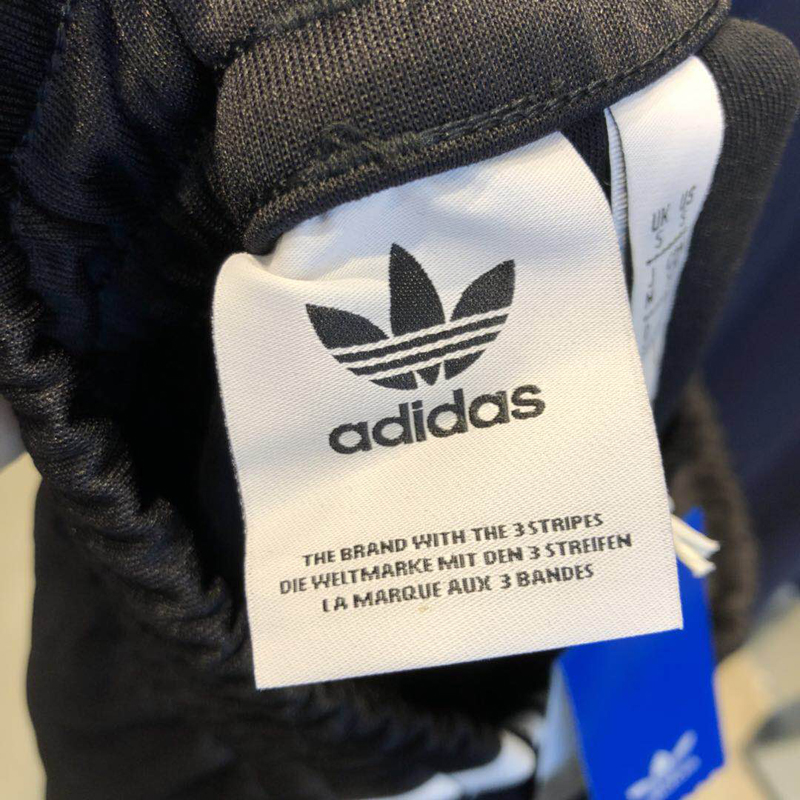 adidas
THE BRAND WITH THE 3 STRIPES
DIE WELTMARKE MIT DEN 3 STREIFEN
LA MARQUE AUX 3 BANDES
UK US
S S